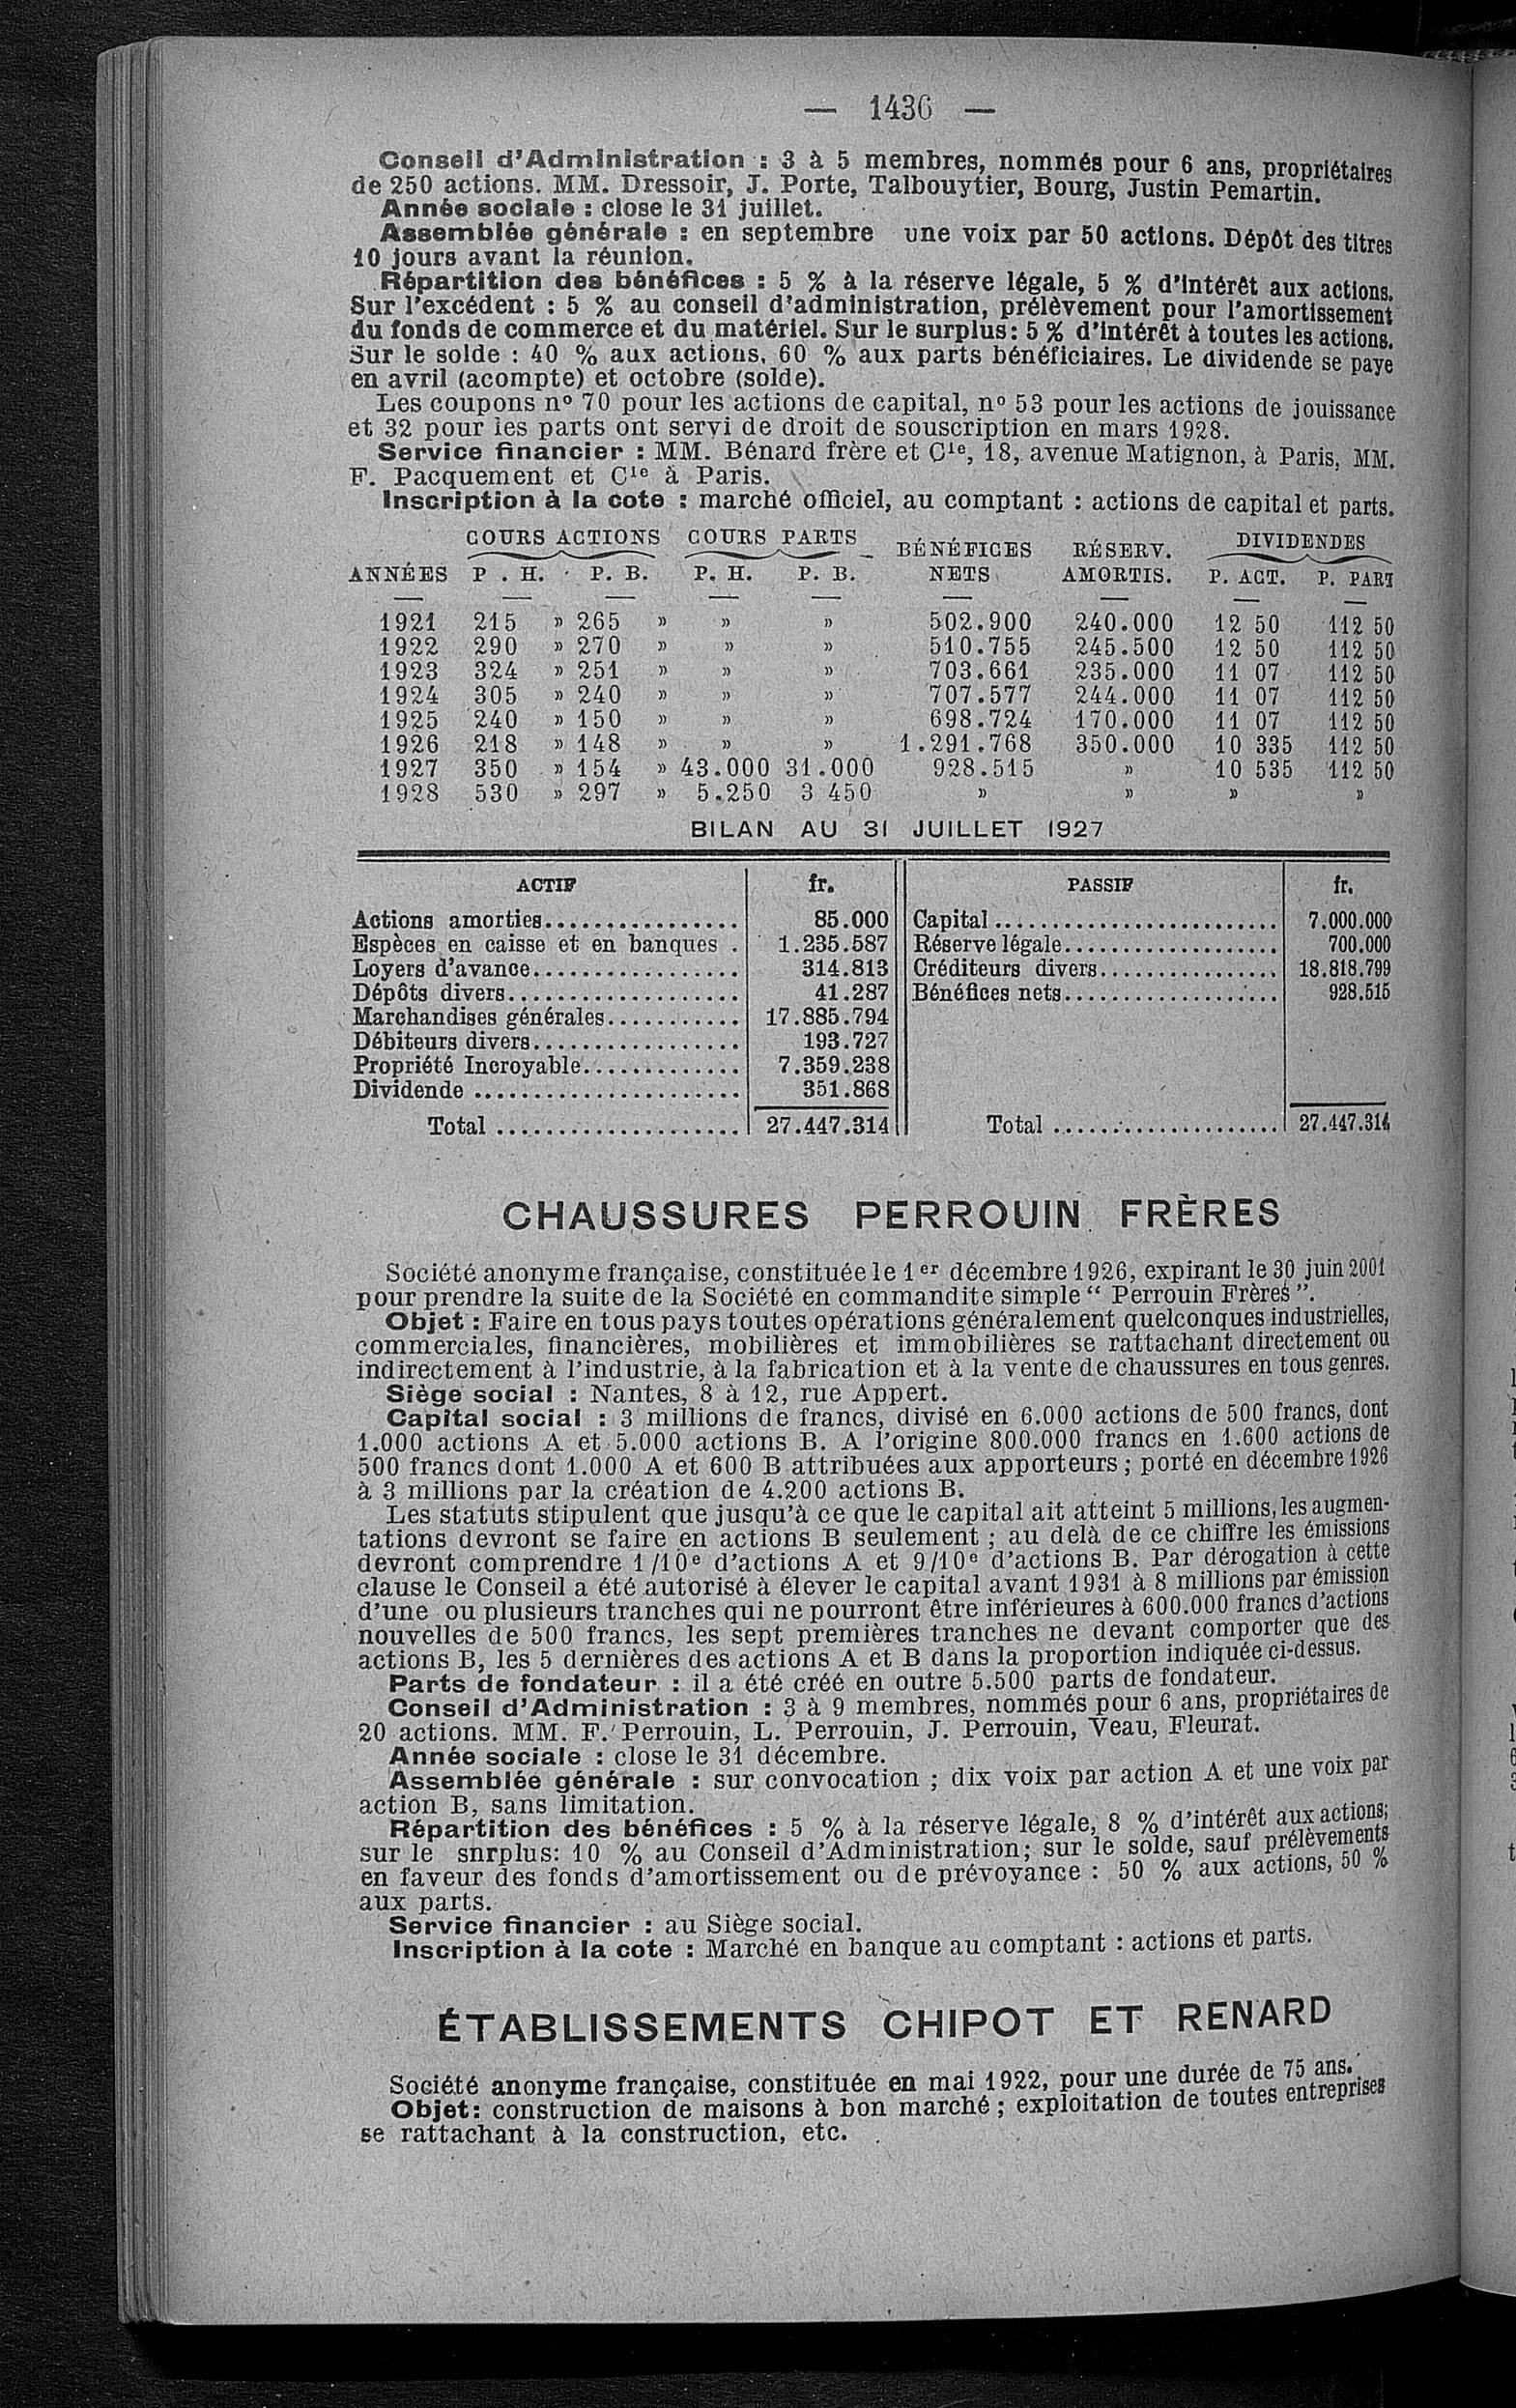 — 1436 —
Conseil d'Administration : 3 à 5 membres, nommés pour 6 ans, propriétaires
de 250 actions. MM. Dressoir, J. Porte, Talbouytier, Bourg, Justin Pemartin.
Année sociale : close le 31 juillet.
Assemblée générale : en septembre une voix par 50 actions. Dépôt des titres
10 jours avant la réunion.
Répartition des bénéfices : 5 % à la réserve légale, 5 % d'intérêt aux actions.
Sur l'excédent : 5 % au conseil d'administration, prélèvement pour l'amortissement
du fonds de commerce et du matériel. Sur le surplus: 5 % d'intérêt à toutes les actions.
Sur le solde : 40 % aux actions, 60 % aux parts bénéficiaires. Le dividende se paye
en avril (acompte) et octobre (solde).
Les coupons nº 70 pour les actions de capital, nº 53 pour les actions de jouissance
et 32 pour les parts ont servi de droit de souscription en mars 1928.
Service financier : MM. Bénard frère et Cie, 18, avenue Matignon, à Paris, MM.
F. Pacquement et Cie à Paris.
Inscription à la cote : marché officiel, au comptant : actions de capital et parts.
COURS ACTIONS COURS PARTS BÉNÉFICES RÉSERV. DIVIDENDES
ANNÉES P. H. P. B. P. H. P. B. NETS AMORTIS. P. ACT. P. PART
1921 215 » 265 » » » 502.900 240.000 12 50 112 50
1922 290 » 270 » » » 510.755 245.500 12 50 112 50
1923 324 » 251 » » » 703.661 235.000 11 07 112 50
1924 305 » 240 » » » 707.577 244.000 11 07 112 50
1925 240 » 150 » » » 698.724 170.000 11 07 112 50
1926 218 » 148 » » » 1.291.768 350.000 10 335 112 50
1927 350 » 154 » 43.000 31.000 928.515 » 10 535 112 50
1928 530 » 297 » 5.250 3 450 » » » »
BILAN AU 31 JUILLET 1927
ACTIF fr. PASSIF fr.
Actions amorties................ 85.000 Capital ........................ 7.000.000
Espèces en caisse et en banques . 1.235.587 Réserve légale................... 700.000
Loyers d'avance................. 314.813 Créditeurs divers................ 18.818.799
Dépôts divers................... 41.287 Bénéfices nets................... 928.515
Marchandises générales........... 17.885.794
Débiteurs divers................. 193.727
Propriété Incroyable............. 7.359.238
Dividende ...................... 351.868
Total .................... 27.447.314 Total .................... 27.447.314
CHAUSSURES PERROUIN FRÈRES
Société anonyme française, constituée le 1er décembre 1926, expirant le 30 juin 2001
pour prendre la suite de la Société en commandite simple “ Perrouin Frères ”.
Objet : Faire en tous pays toutes opérations généralement quelconques industrielles,
commerciales, financières, mobilières et immobilières se rattachant directement ou
indirectement à l'industrie, à la fabrication et à la vente de chaussures en tous genres.
Siège social : Nantes, 8 à 12, rue Appert.
Capital social : 3 millions de francs, divisé en 6.000 actions de 500 francs, dont
1.000 actions A et 5.000 actions B. A l'origine 800.000 francs en 1.600 actions de
500 francs dont 1.000 A et 600 B attribuées aux apporteurs ; porté en décembre 1926
à 3 millions par la création de 4.200 actions B.
Les statuts stipulent que jusqu'à ce que le capital ait atteint 5 millions, les augmen-
tations devront se faire en actions B seulement ; au delà de ce chiffre les émissions
devront comprendre 1/10e d'actions A et 9/10e d'actions B. Par dérogation à cette
clause le Conseil a été autorisé à élever le capital avant 1931 à 8 millions par émission
d'une ou plusieurs tranches qui ne pourront être inférieures à 600.000 francs d'actions
nouvelles de 500 francs, les sept premières tranches ne devant comporter que des
actions B, les 5 dernières des actions A et B dans la proportion indiquée ci-dessus.
Parts de fondateur : il a été créé en outre 5.500 parts de fondateur.
Conseil d'Administration : 3 à 9 membres, nommés pour 6 ans, propriétaires de
20 actions. MM. F. Perrouin, L. Perrouin, J. Perrouin, Veau, Fleurat.
Année sociale : close le 31 décembre.
Assemblée générale : sur convocation ; dix voix par action A et une voix par
action B, sans limitation.
Répartition des bénéfices : 5 % à la réserve légale, 8 % d'intérêt aux actions;
sur le snrplus: 10 % au Conseil d'Administration; sur le solde, sauf prélèvements
en faveur des fonds d'amortissement ou de prévoyance : 50 % aux actions, 50 %
aux parts.
Service financier : au Siège social.
Inscription à la cote : Marché en banque au comptant : actions et parts.
ÉTABLISSEMENTS CHIPOT ET RENARD
Société anonyme française, constituée en mai 1922, pour une durée de 75 ans.
Objet: construction de maisons à bon marché ; exploitation de toutes entreprises
se rattachant à la construction, etc.